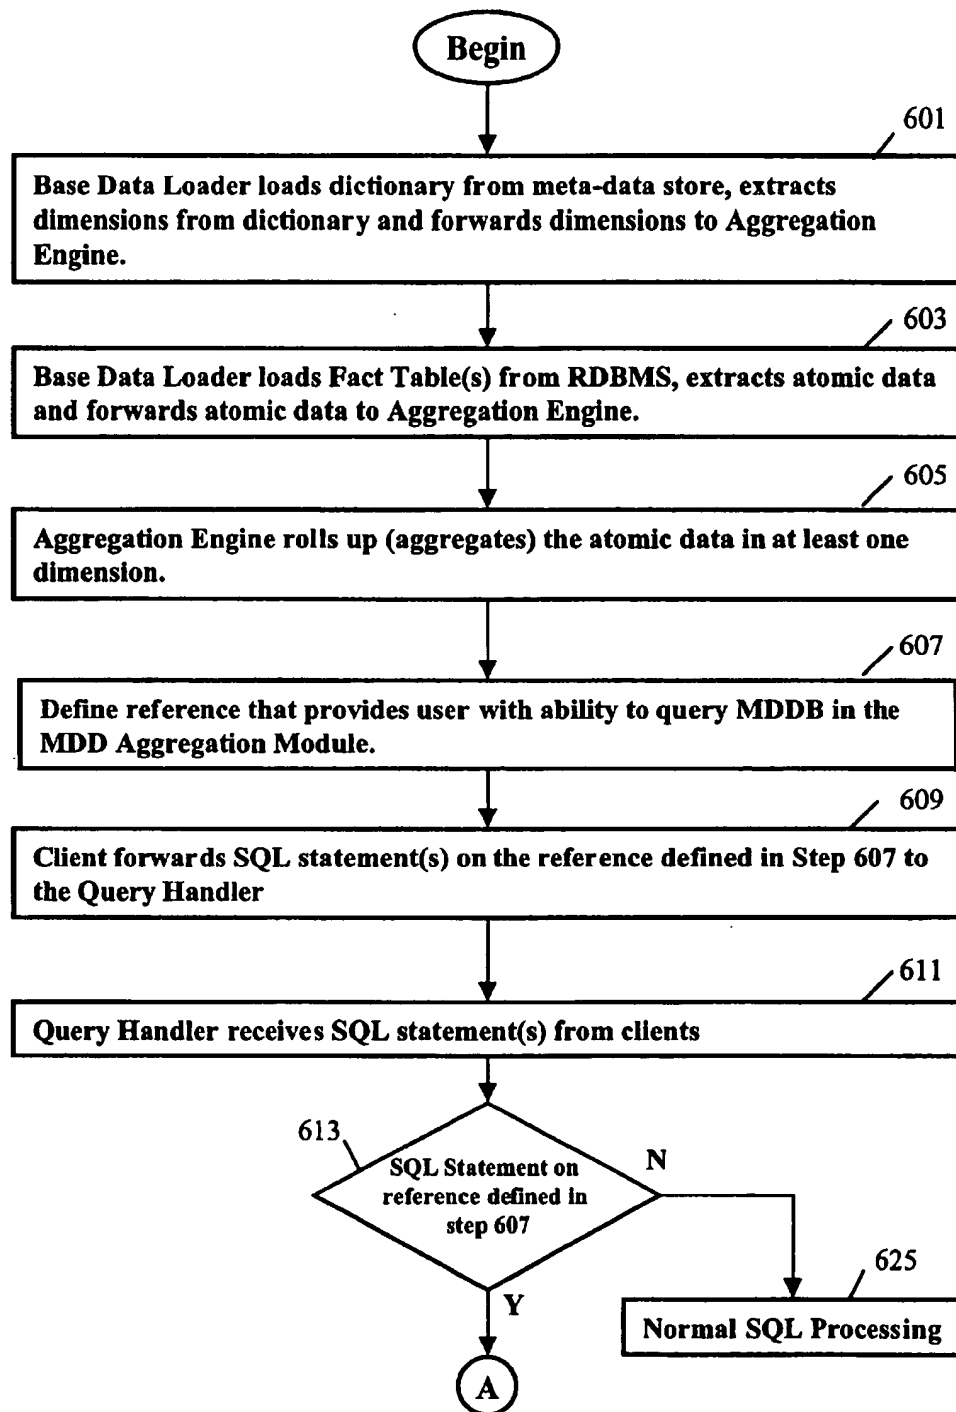 Begin
601
Base Data Loader loads dictionary from meta-data store, extracts
dimensions from dictionary and forwards dimensions to Aggregation
Engine.
603
Base Data Loader loads Fact Table(s) from RDBMS, extracts atomic data
and forwards atomic data to Aggregation Engine.
605
Aggregation Engine rolls up (aggregates) the atomic data in at least one
dimension.
607
Define reference that provides user with ability to query MDDB in the
MDD Aggregation Module.
609
Client forwards SQL statement(s) on the reference defined in Step 607 to
the Query Handler
611
Query Handler receives SQL statement(s) from clients
613
SQL Statement on
reference defined in
step 607
N
Y
625
Normal SQL Processing
A